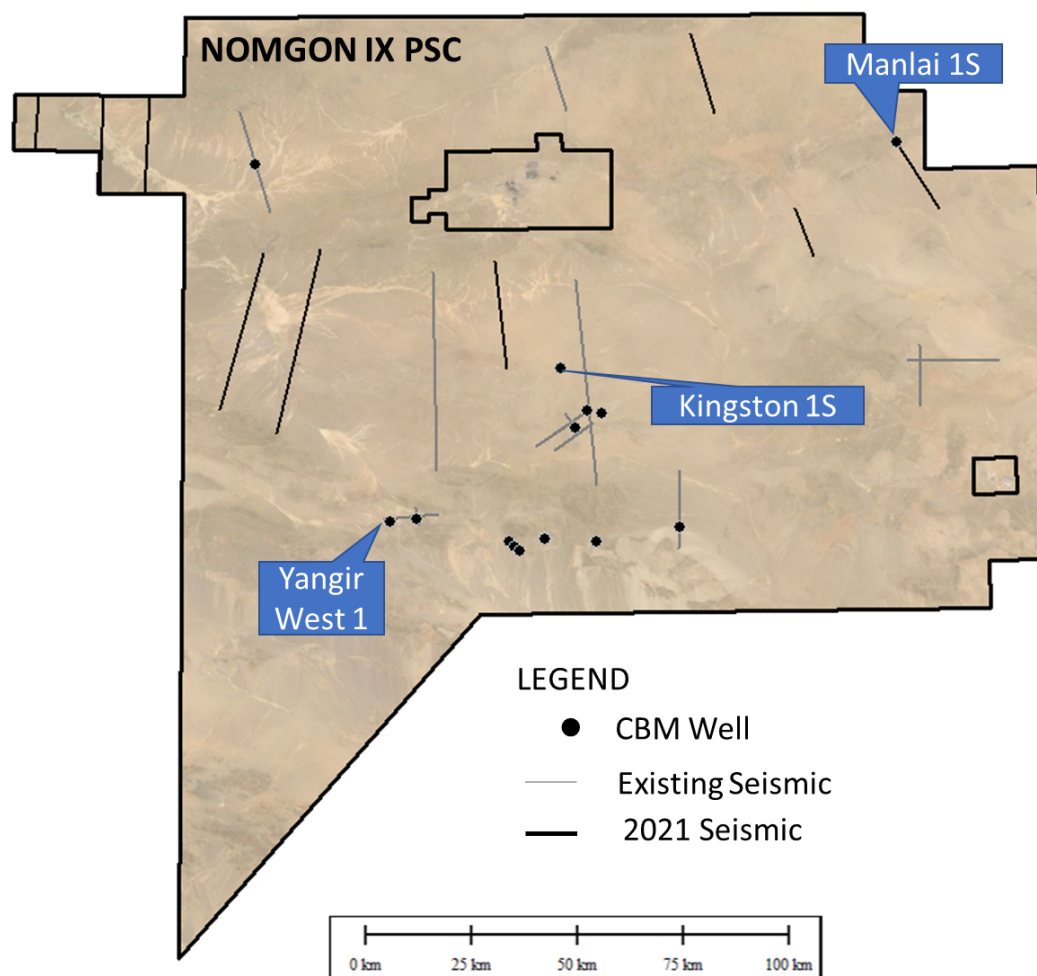 NOMGON IX PSC
Manlai 1S
Kingston 1S
Yangir
West 1
LEGEND
CBM Well
Existing Seismic
2021 Seismic
0 km 25 km 50 km 75 km 100 km